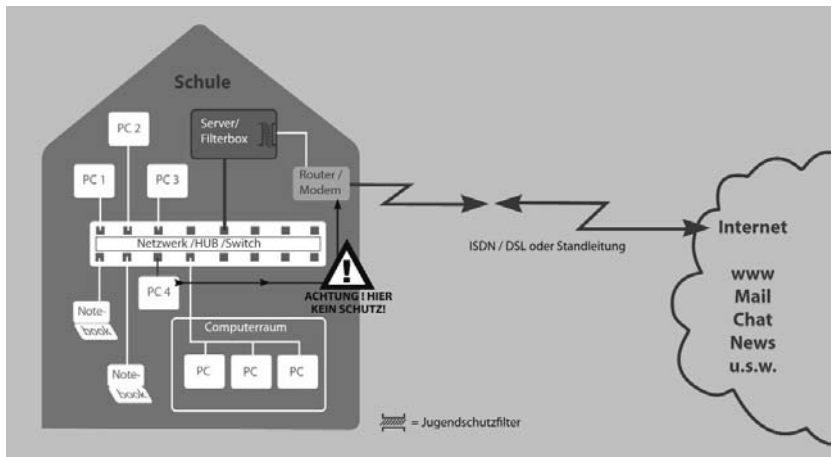 Schule
PC 2
Server/
Filterbox
PC 1
PC 3
Router /
Modem
Netzwerk /HUB /Switch
ISDN / DSL oder Standleitung
Internet
www
Mail
Chat
News
u.s.w.
PC 4
!
ACHTUNG ! HIER
KEIN SCHUTZ!
Note-
book
Computerraum
PC
PC
PC
Note-
book
= Jugendschutzfilter